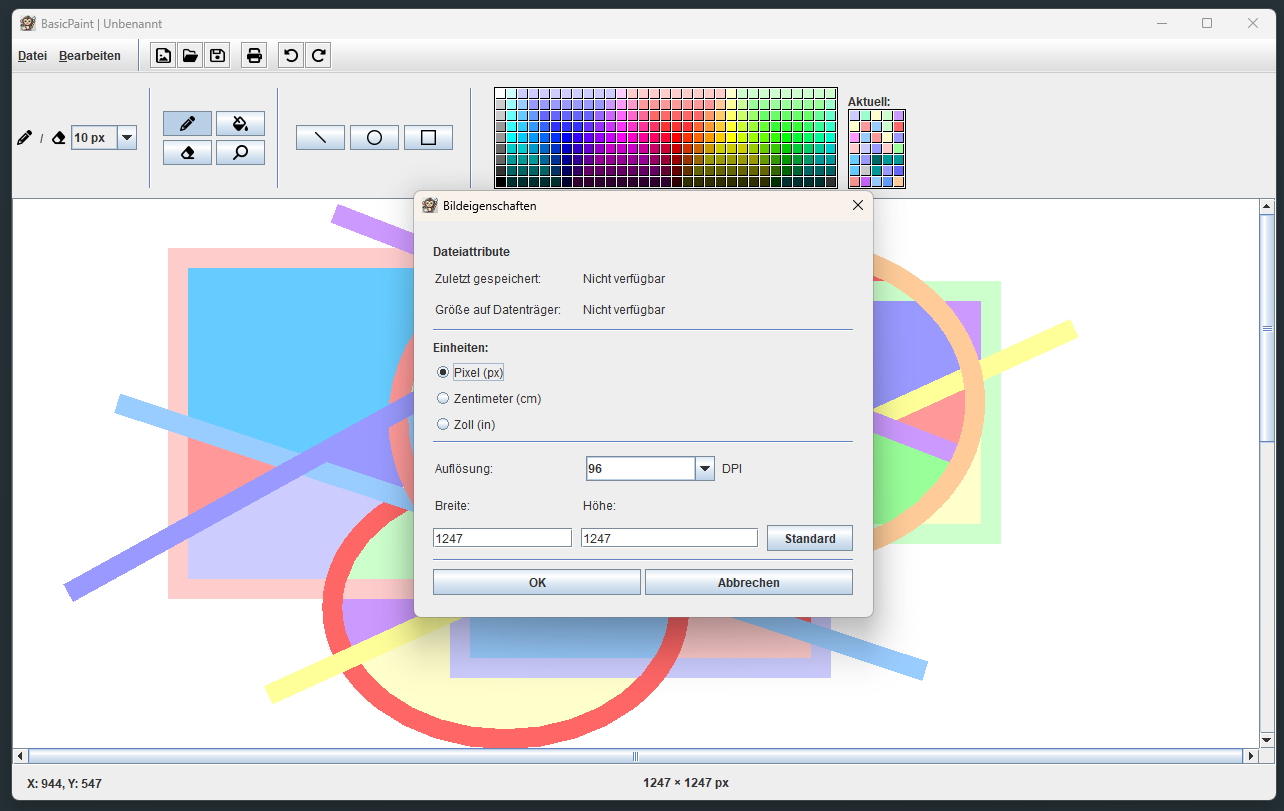 BasicPaint | Unbenannt
Datei Bearbeiten
/ 10 px
Aktuell:
Bildeigenschaften
Dateiattribute
Zuletzt gespeichert: Nicht verfügbar
Größe auf Datenträger: Nicht verfügbar
Einheiten:
Pixel (px)
Zentimeter (cm)
Zoll (in)
Auflösung: 96 DPI
Breite: Höhe:
1247 1247 Standard
OK Abbrechen
X: 944, Y: 547 1247 × 1247 px